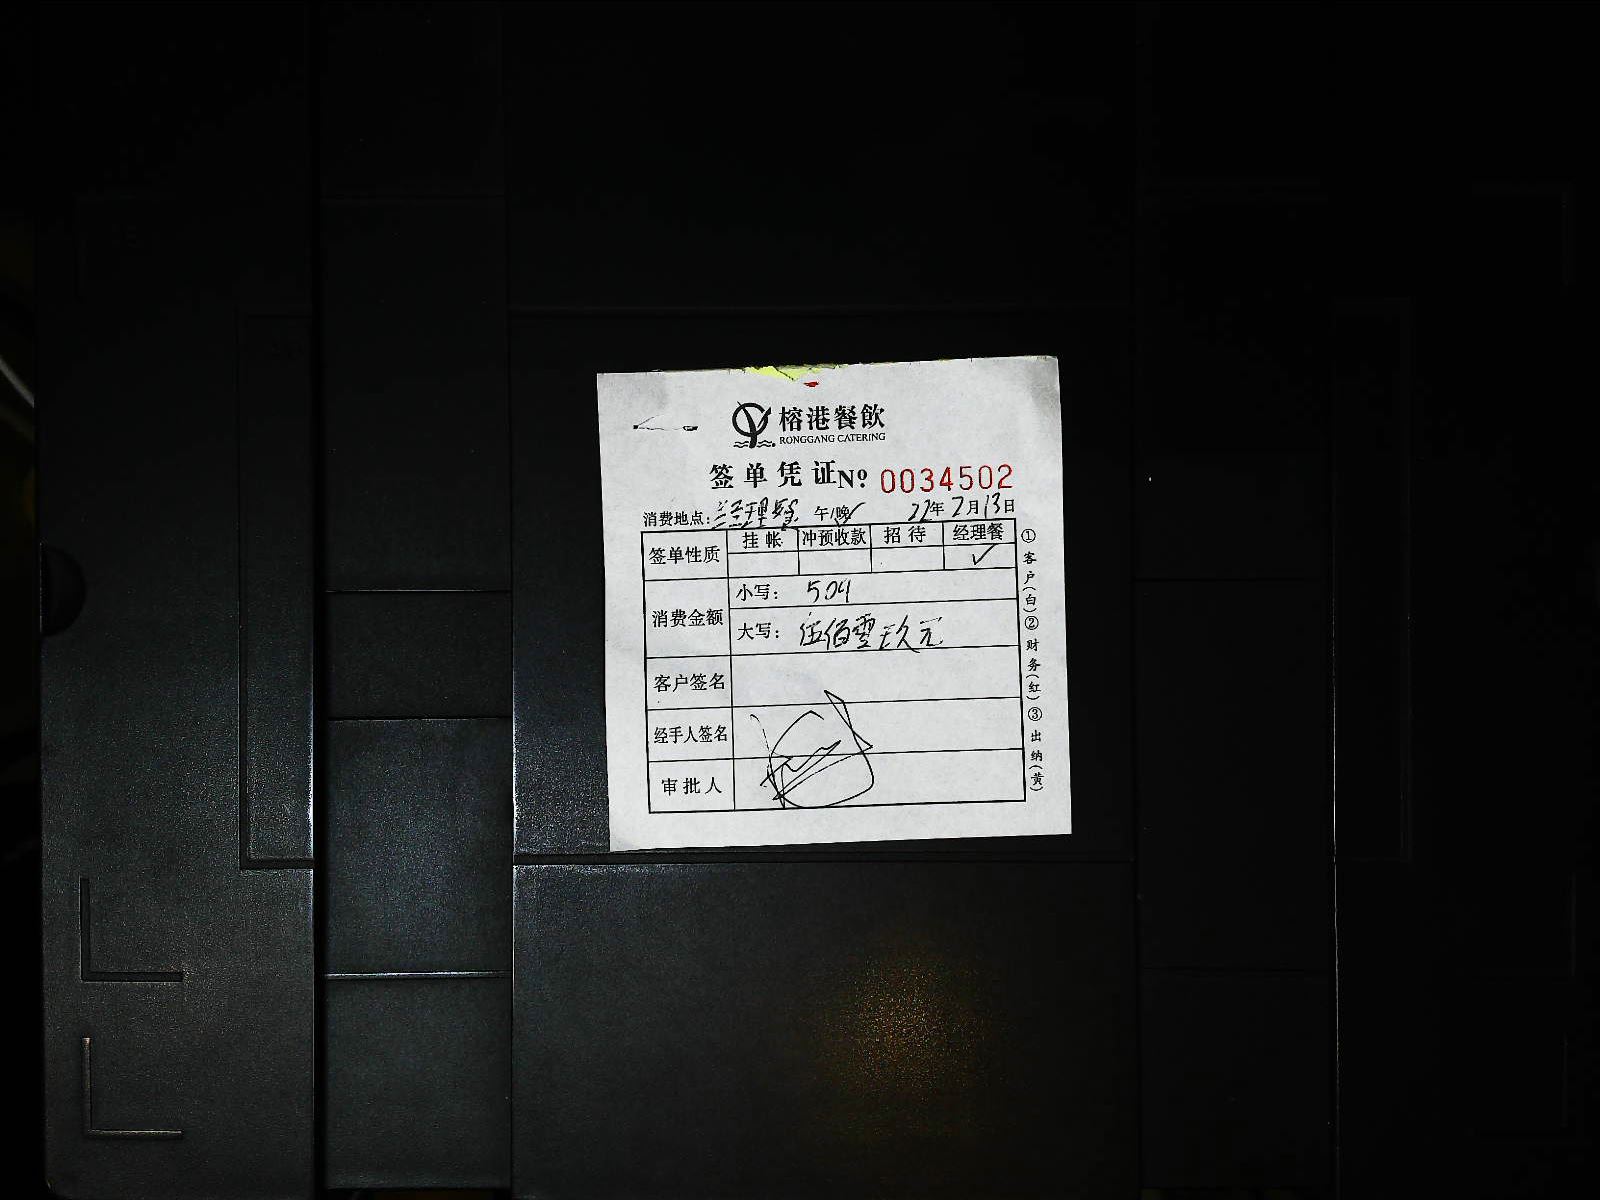 榕港餐飲
RONGGANG CATERING
签单凭证№ 0034502
消费地点: 经理餐 午/晚 22年2月13日
签单性质 挂帐 冲预收款 招待 经理餐
✓
消费金额 小写: 509
大写: 伍佰零玖元
客户签名
经手人签名
审批人
①客户(白)②财务(红)③出纳(黄)